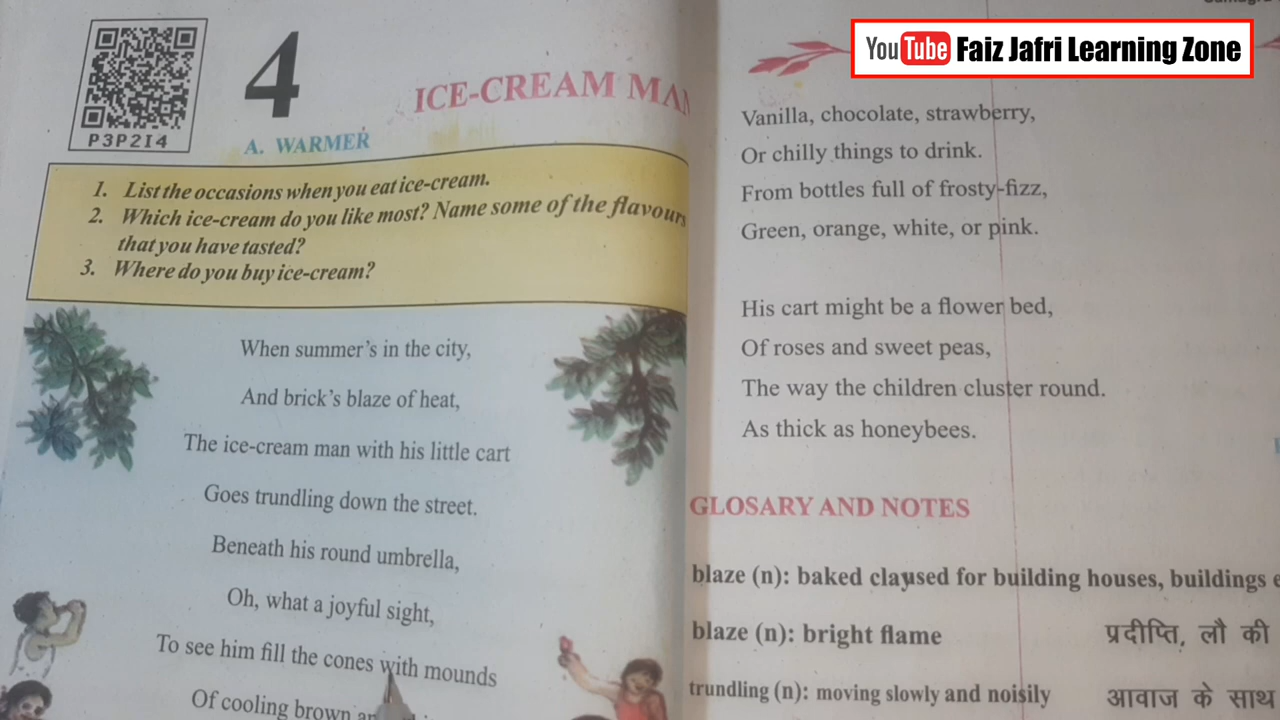 P3P2I4
4
ICE-CREAM MAN
A. WARMER
1. List the occasions when you eat ice-cream.
2. Which ice-cream do you like most? Name some of the flavours
that you have tasted?
3. Where do you buy ice-cream?
When summer's in the city,
And brick's blaze of heat,
The ice-cream man with his little cart
Goes trundling down the street.
Beneath his round umbrella,
Oh, what a joyful sight,
To see him fill the cones with mounds
Of cooling brown
YouTube Faiz Jafri Learning Zone
Vanilla, chocolate, strawberry,
Or chilly things to drink.
From bottles full of frosty-fizz,
Green, orange, white, or pink.
His cart might be a flower bed,
Of roses and sweet peas,
The way the children cluster round.
As thick as honeybees.
GLOSARY AND NOTES
blaze (n): baked clayused for building houses, buildings
blaze (n): bright flame प्रदीप्ति, लौ की
trundling (n): moving slowly and noisily आवाज के साथ